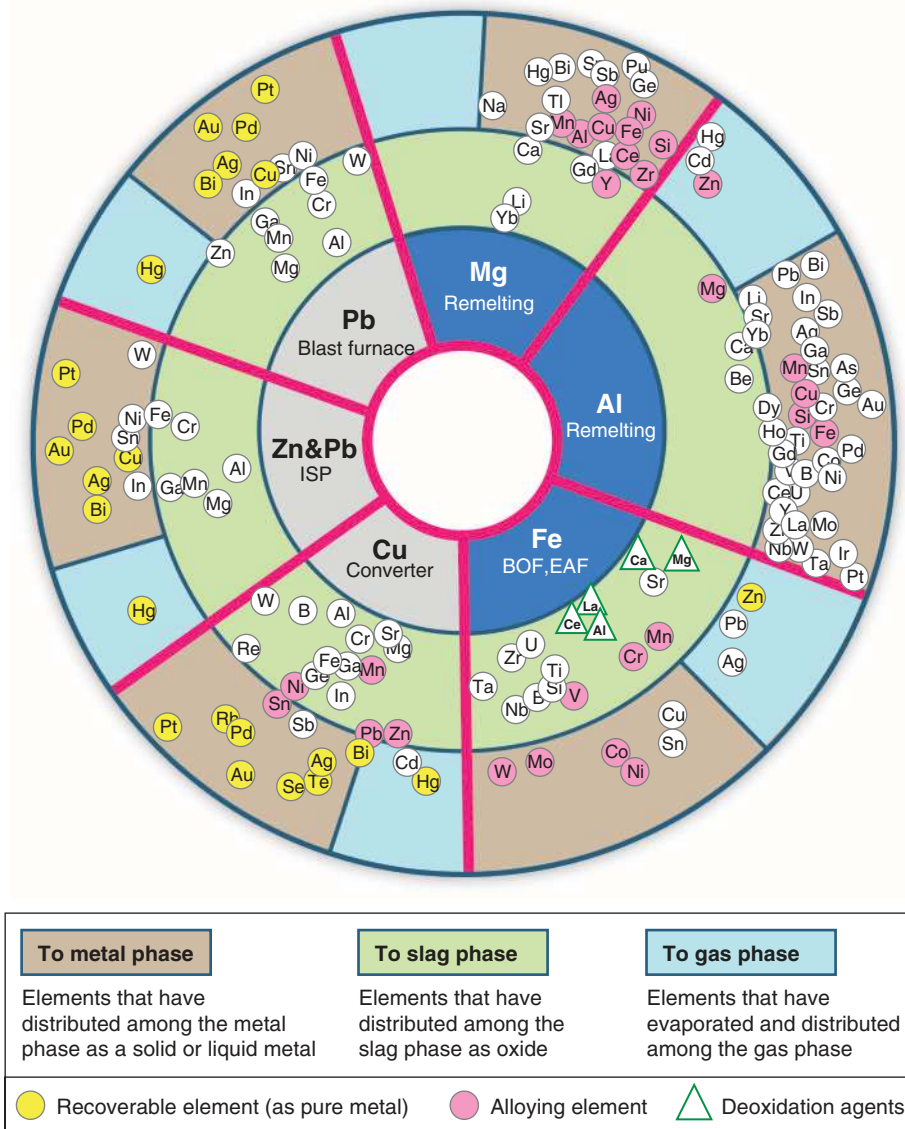 Hg Bi Sb Pu
Pt Ge
Na Tl Ag Ni
Au Pd Sr Mn Al Cu Fe Hg
Ag Cu Sn Ni W Ca La Ce Si Cd
Bi In Fe Gd Y Zr Zn
Ga Cr Li
Zn Mn Al Yb
Hg Mg
Mg
Remelting
Mg Pb Bi
Pb
Blast furnace
Li In Sb
Sr Yb Ag
W Ca Ga
Pt Mn Sn As
Be Cu Ge Au
Al
Remelting
Pd Ni Fe Cr Dy Si Cr
Au Sn Ho Ti Fe Pd
Cu Gd
Zn&Pb
ISP
Al V B Co Ni
Ag In Ga Mn Ce U
Bi Mg Y
La Mo
Nb W Ir
Ta Pt
Cu
Converter
Fe
BOF,EAF
Ca Mg
Sr
Hg W B Al La Zn
Ce Al Pb
Re Cr Sr Mg U Mn
Fe Ga Mn Zr Ti Cr Ag
Ni Ge In Ta Si V
Sn B
Sb Nb Cu
Pt Pd Pb Zn Sn
Bi Co
Au Ag Cd W Mo Ni
Se Te Hg
To metal phase
Elements that have
distributed among the metal
phase as a solid or liquid metal
To slag phase
Elements that have
distributed among the
slag phase as oxide
To gas phase
Elements that have
evaporated and distributed
among the gas phase
Recoverable element (as pure metal)
Alloying element
Deoxidation agents